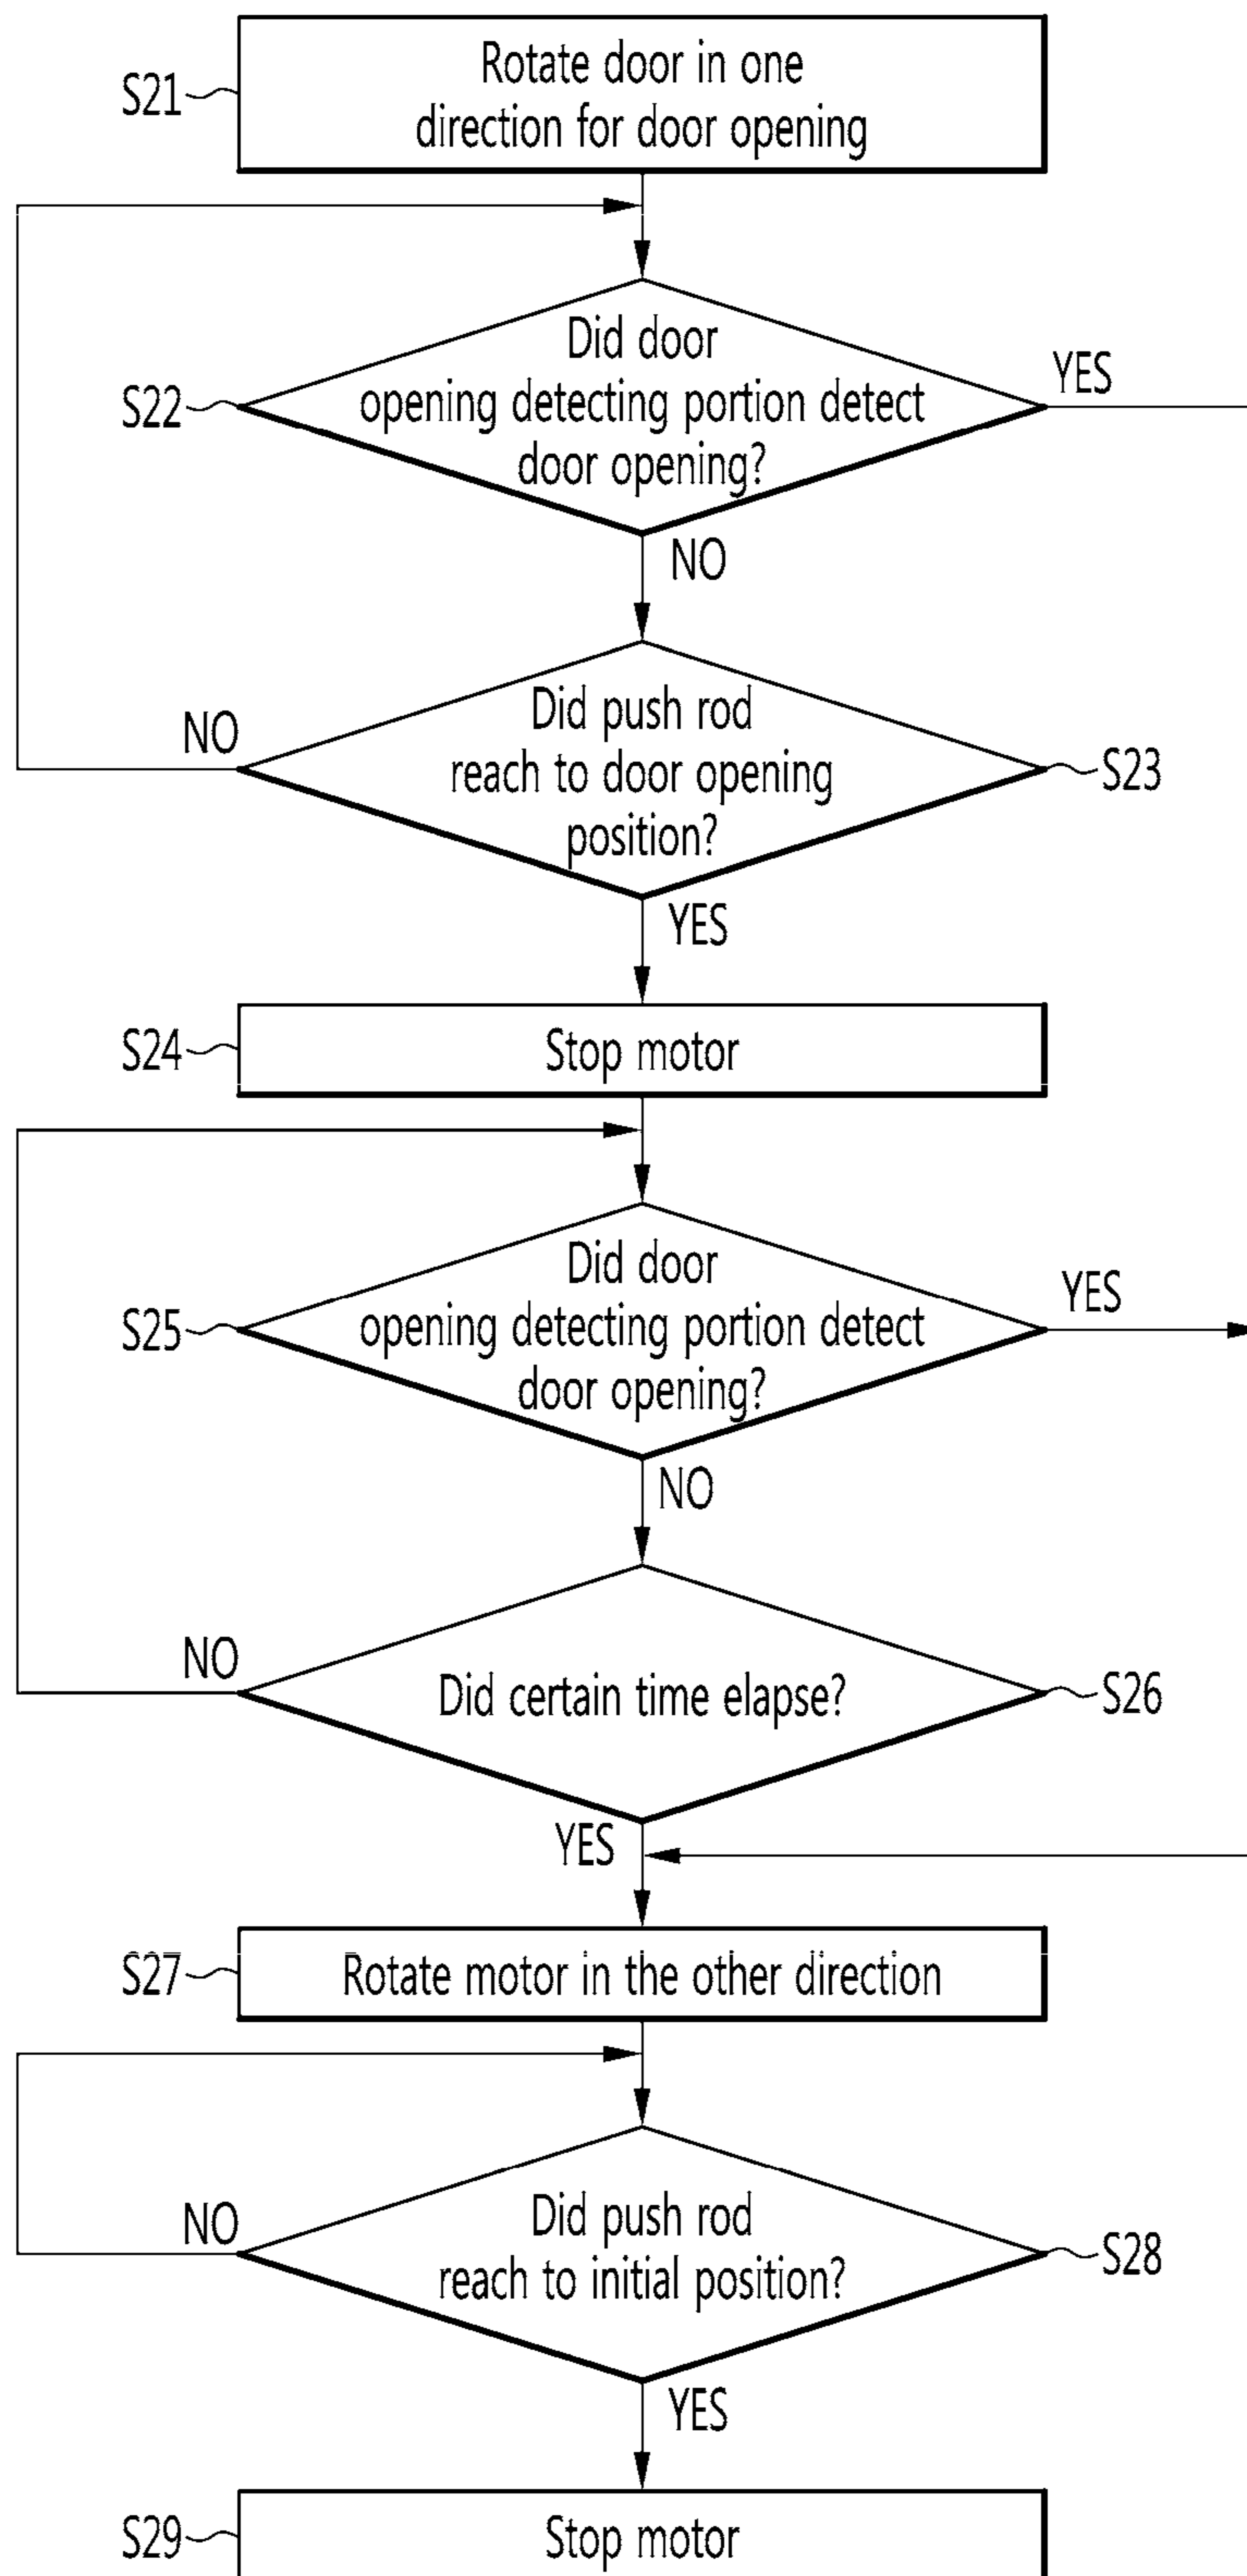 Rotate door in one
direction for door opening
S21
Did door
opening detecting portion detect
door opening?
S22
YES
NO
Did push rod
reach to door opening
position?
NO
S23
YES
S24
Stop motor
Did door
opening detecting portion detect
door opening?
S25
YES
NO
NO
Did certain time elapse?
S26
YES
S27
Rotate motor in the other direction
NO
Did push rod
reach to initial position?
S28
YES
S29
Stop motor